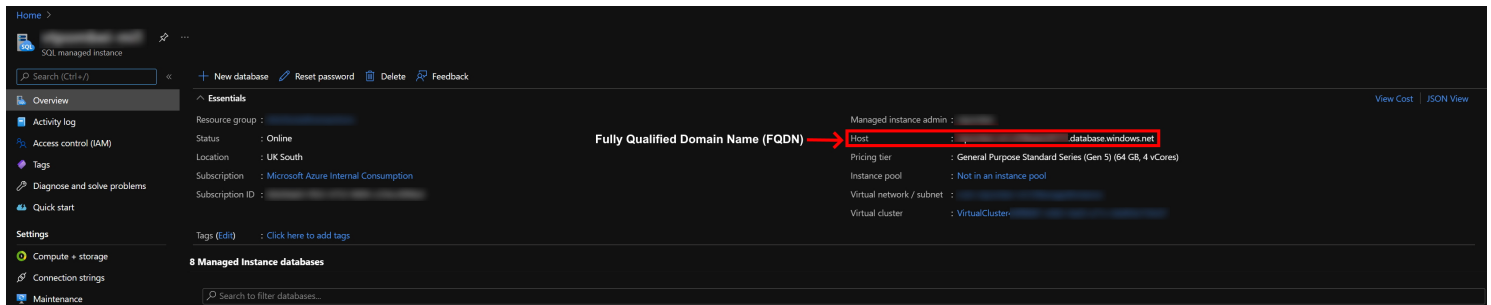 Home >
SQL
SQL managed instance
Search (Ctrl+/)
«
New database
Reset password
Delete
Feedback
Overview
Activity log
Access control (IAM)
Tags
Diagnose and solve problems
Quick start
Settings
Compute + storage
Connection strings
Maintenance
Essentials
View Cost | JSON View
Resource group :
Status : Online
Location : UK South
Subscription : Microsoft Azure Internal Consumption
Subscription ID :
Fully Qualified Domain Name (FQDN)
Managed instance admin :
Host : .database.windows.net
Pricing tier : General Purpose Standard Series (Gen 5) (64 GB, 4 vCores)
Instance pool : Not in an instance pool
Virtual network / subnet :
Virtual cluster : VirtualCluster-
Tags (Edit) : Click here to add tags
8 Managed Instance databases
Search to filter databases...